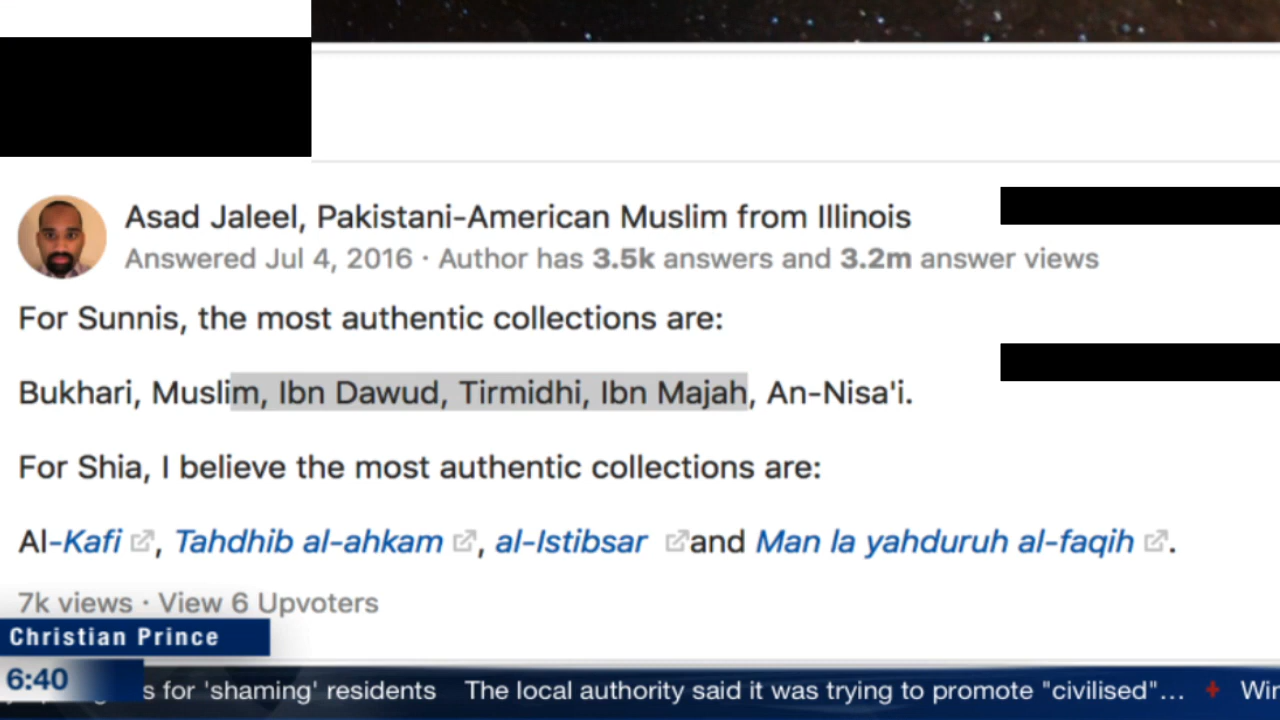 Asad Jaleel, Pakistani-American Muslim from Illinois
Answered Jul 4, 2016 · Author has 3.5k answers and 3.2m answer views
For Sunnis, the most authentic collections are:
Bukhari, Muslim, Ibn Dawud, Tirmidhi, Ibn Majah, An-Nisa'i.
For Shia, I believe the most authentic collections are:
Al-Kafi, Tahdhib al-ahkam, al-Istibsar and Man la yahduruh al-faqih.
7k views · View 6 Upvoters
Christian Prince
6:40
s for 'shaming' residents The local authority said it was trying to promote "civilised"… Wir